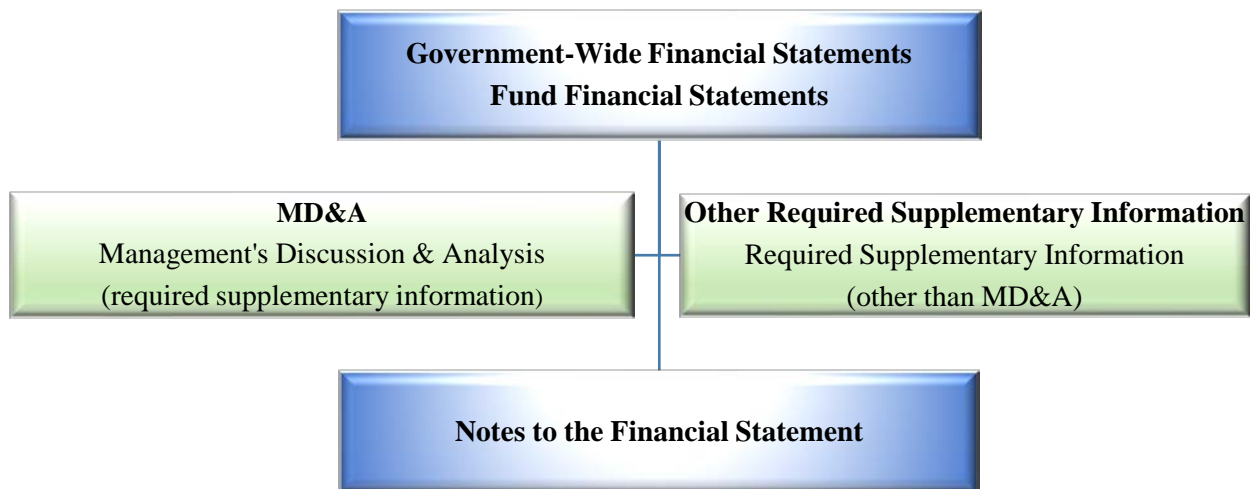 Government-Wide Financial Statements
Fund Financial Statements
MD&A
Management's Discussion & Analysis
(required supplementary information)
Other Required Supplementary Information
Required Supplementary Information
(other than MD&A)
Notes to the Financial Statement